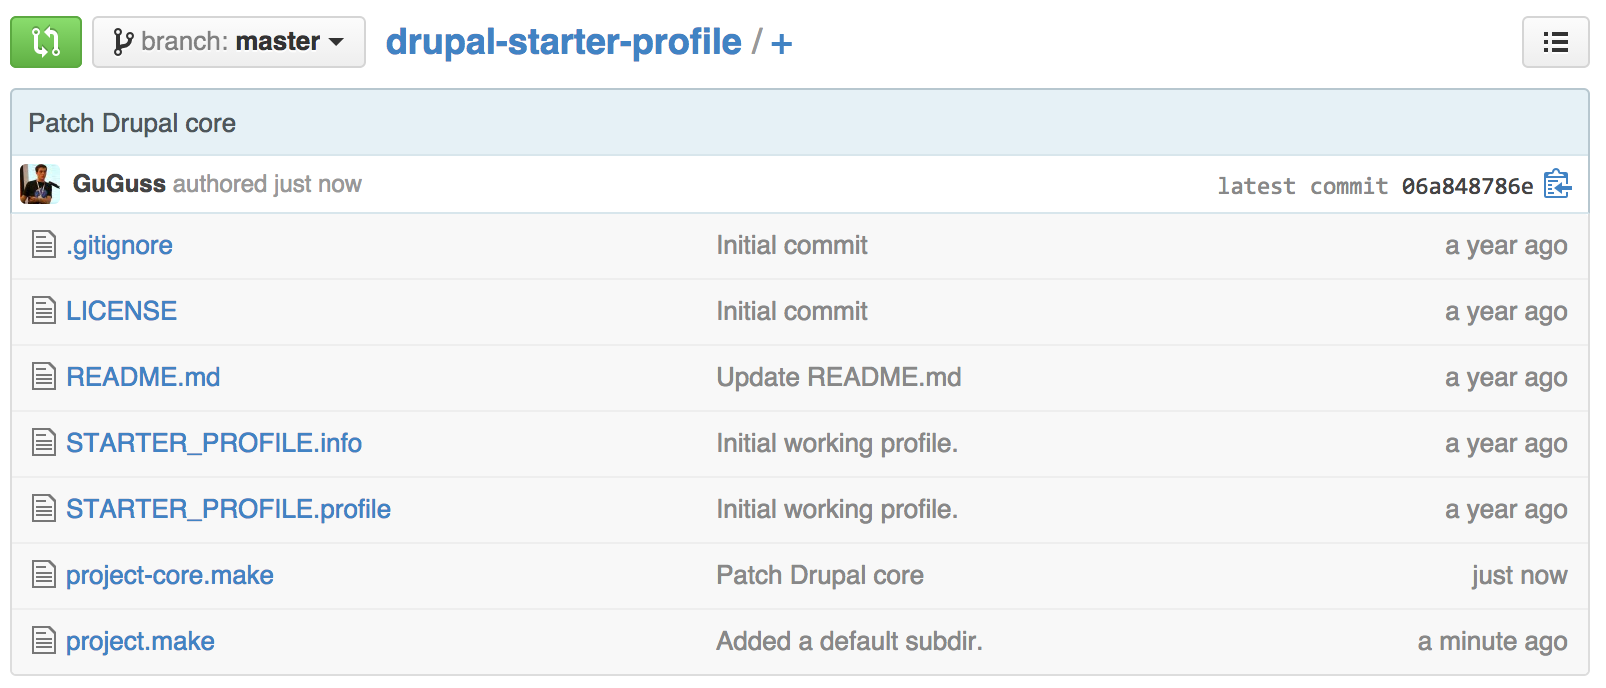 branch: master drupal-starter-profile / +
Patch Drupal core
GuGuss authored just now latest commit 06a848786e
.gitignore Initial commit a year ago
LICENSE Initial commit a year ago
README.md Update README.md a year ago
STARTER_PROFILE.info Initial working profile. a year ago
STARTER_PROFILE.profile Initial working profile. a year ago
project-core.make Patch Drupal core just now
project.make Added a default subdir. a minute ago